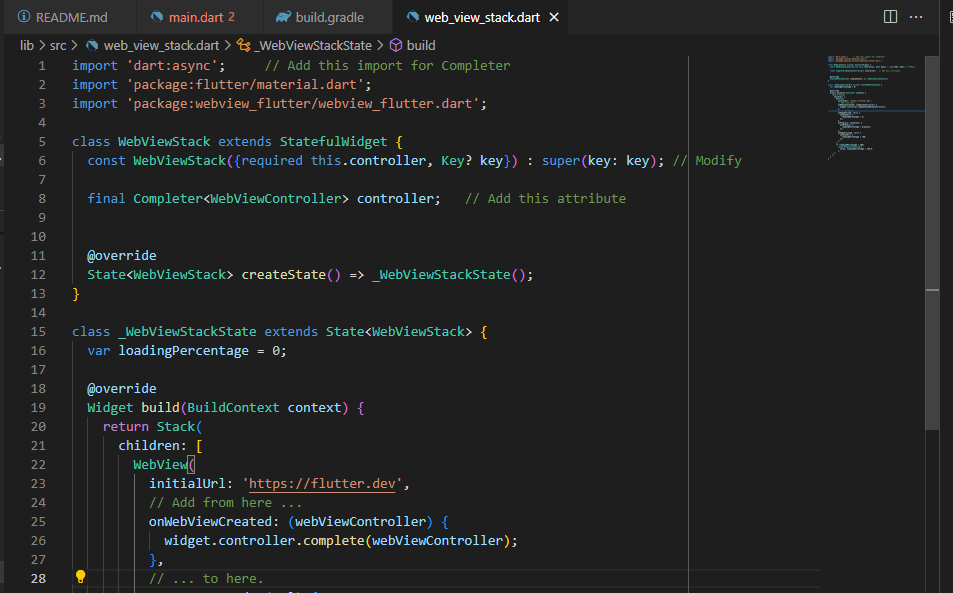 README.md main.dart 2 build.gradle web_view_stack.dart
lib > src > web_view_stack.dart > _WebViewStackState > build
1 import 'dart:async'; // Add this import for Completer
2 import 'package:flutter/material.dart';
3 import 'package:webview_flutter/webview_flutter.dart';
4
5 class WebViewStack extends StatefulWidget {
6 const WebViewStack({required this.controller, Key? key}) : super(key: key); // Modify
7
8 final Completer<WebViewController> controller; // Add this attribute
9
10
11 @override
12 State<WebViewStack> createState() => _WebViewStackState();
13 }
14
15 class _WebViewStackState extends State<WebViewStack> {
16 var loadingPercentage = 0;
17
18 @override
19 Widget build(BuildContext context) {
20 return Stack(
21 children: [
22 WebView(
23 initialUrl: 'https://flutter.dev',
24 // Add from here ...
25 onWebViewCreated: (webViewController) {
26 widget.controller.complete(webViewController);
27 },
28 // ... to here.